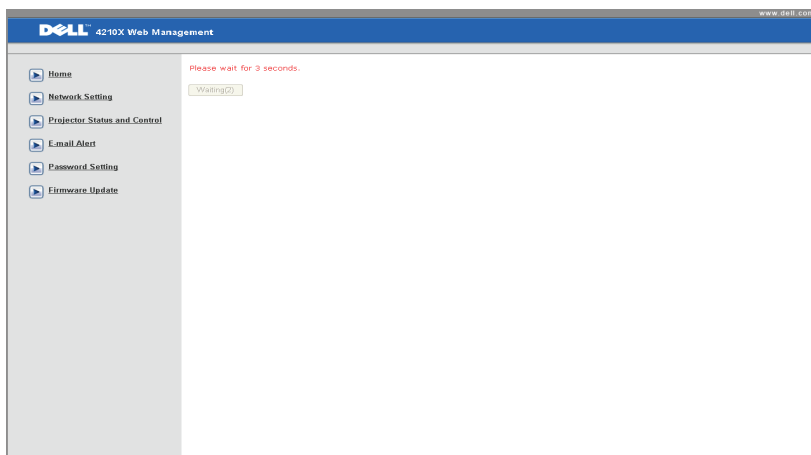 www.dell.com
DELL™ 4210X Web Management
Home
Network Setting
Projector Status and Control
E-mail Alert
Password Setting
Firmware Update
Please wait for 3 seconds.
Waiting(2)